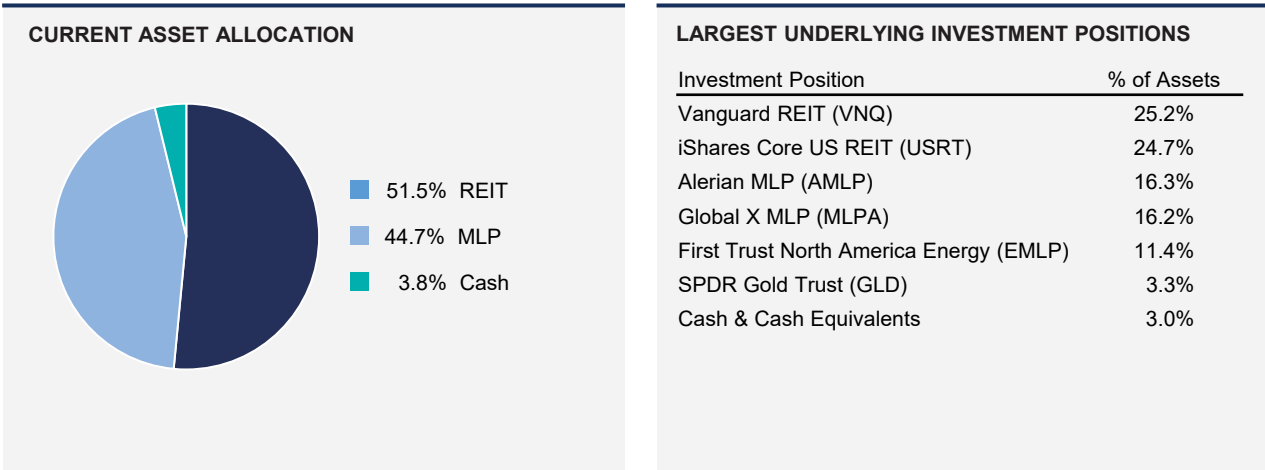 CURRENT ASSET ALLOCATION
51.5% REIT
44.7% MLP
3.8% Cash
LARGEST UNDERLYING INVESTMENT POSITIONS
Investment Position % of Assets
Vanguard REIT (VNQ) 25.2%
iShares Core US REIT (USRT) 24.7%
Alerian MLP (AMLP) 16.3%
Global X MLP (MLPA) 16.2%
First Trust North America Energy (EMLP) 11.4%
SPDR Gold Trust (GLD) 3.3%
Cash & Cash Equivalents 3.0%